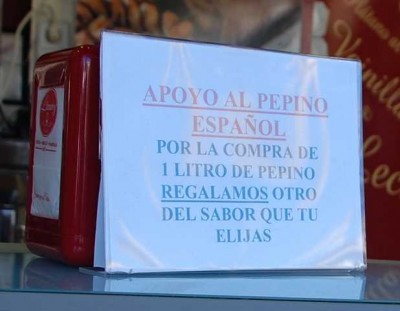 APOYO AL PEPINO
ESPAÑOL
POR LA COMPRA DE
1 LITRO DE PEPINO
REGALAMOS OTRO
DEL SABOR QUE TU
ELIJAS